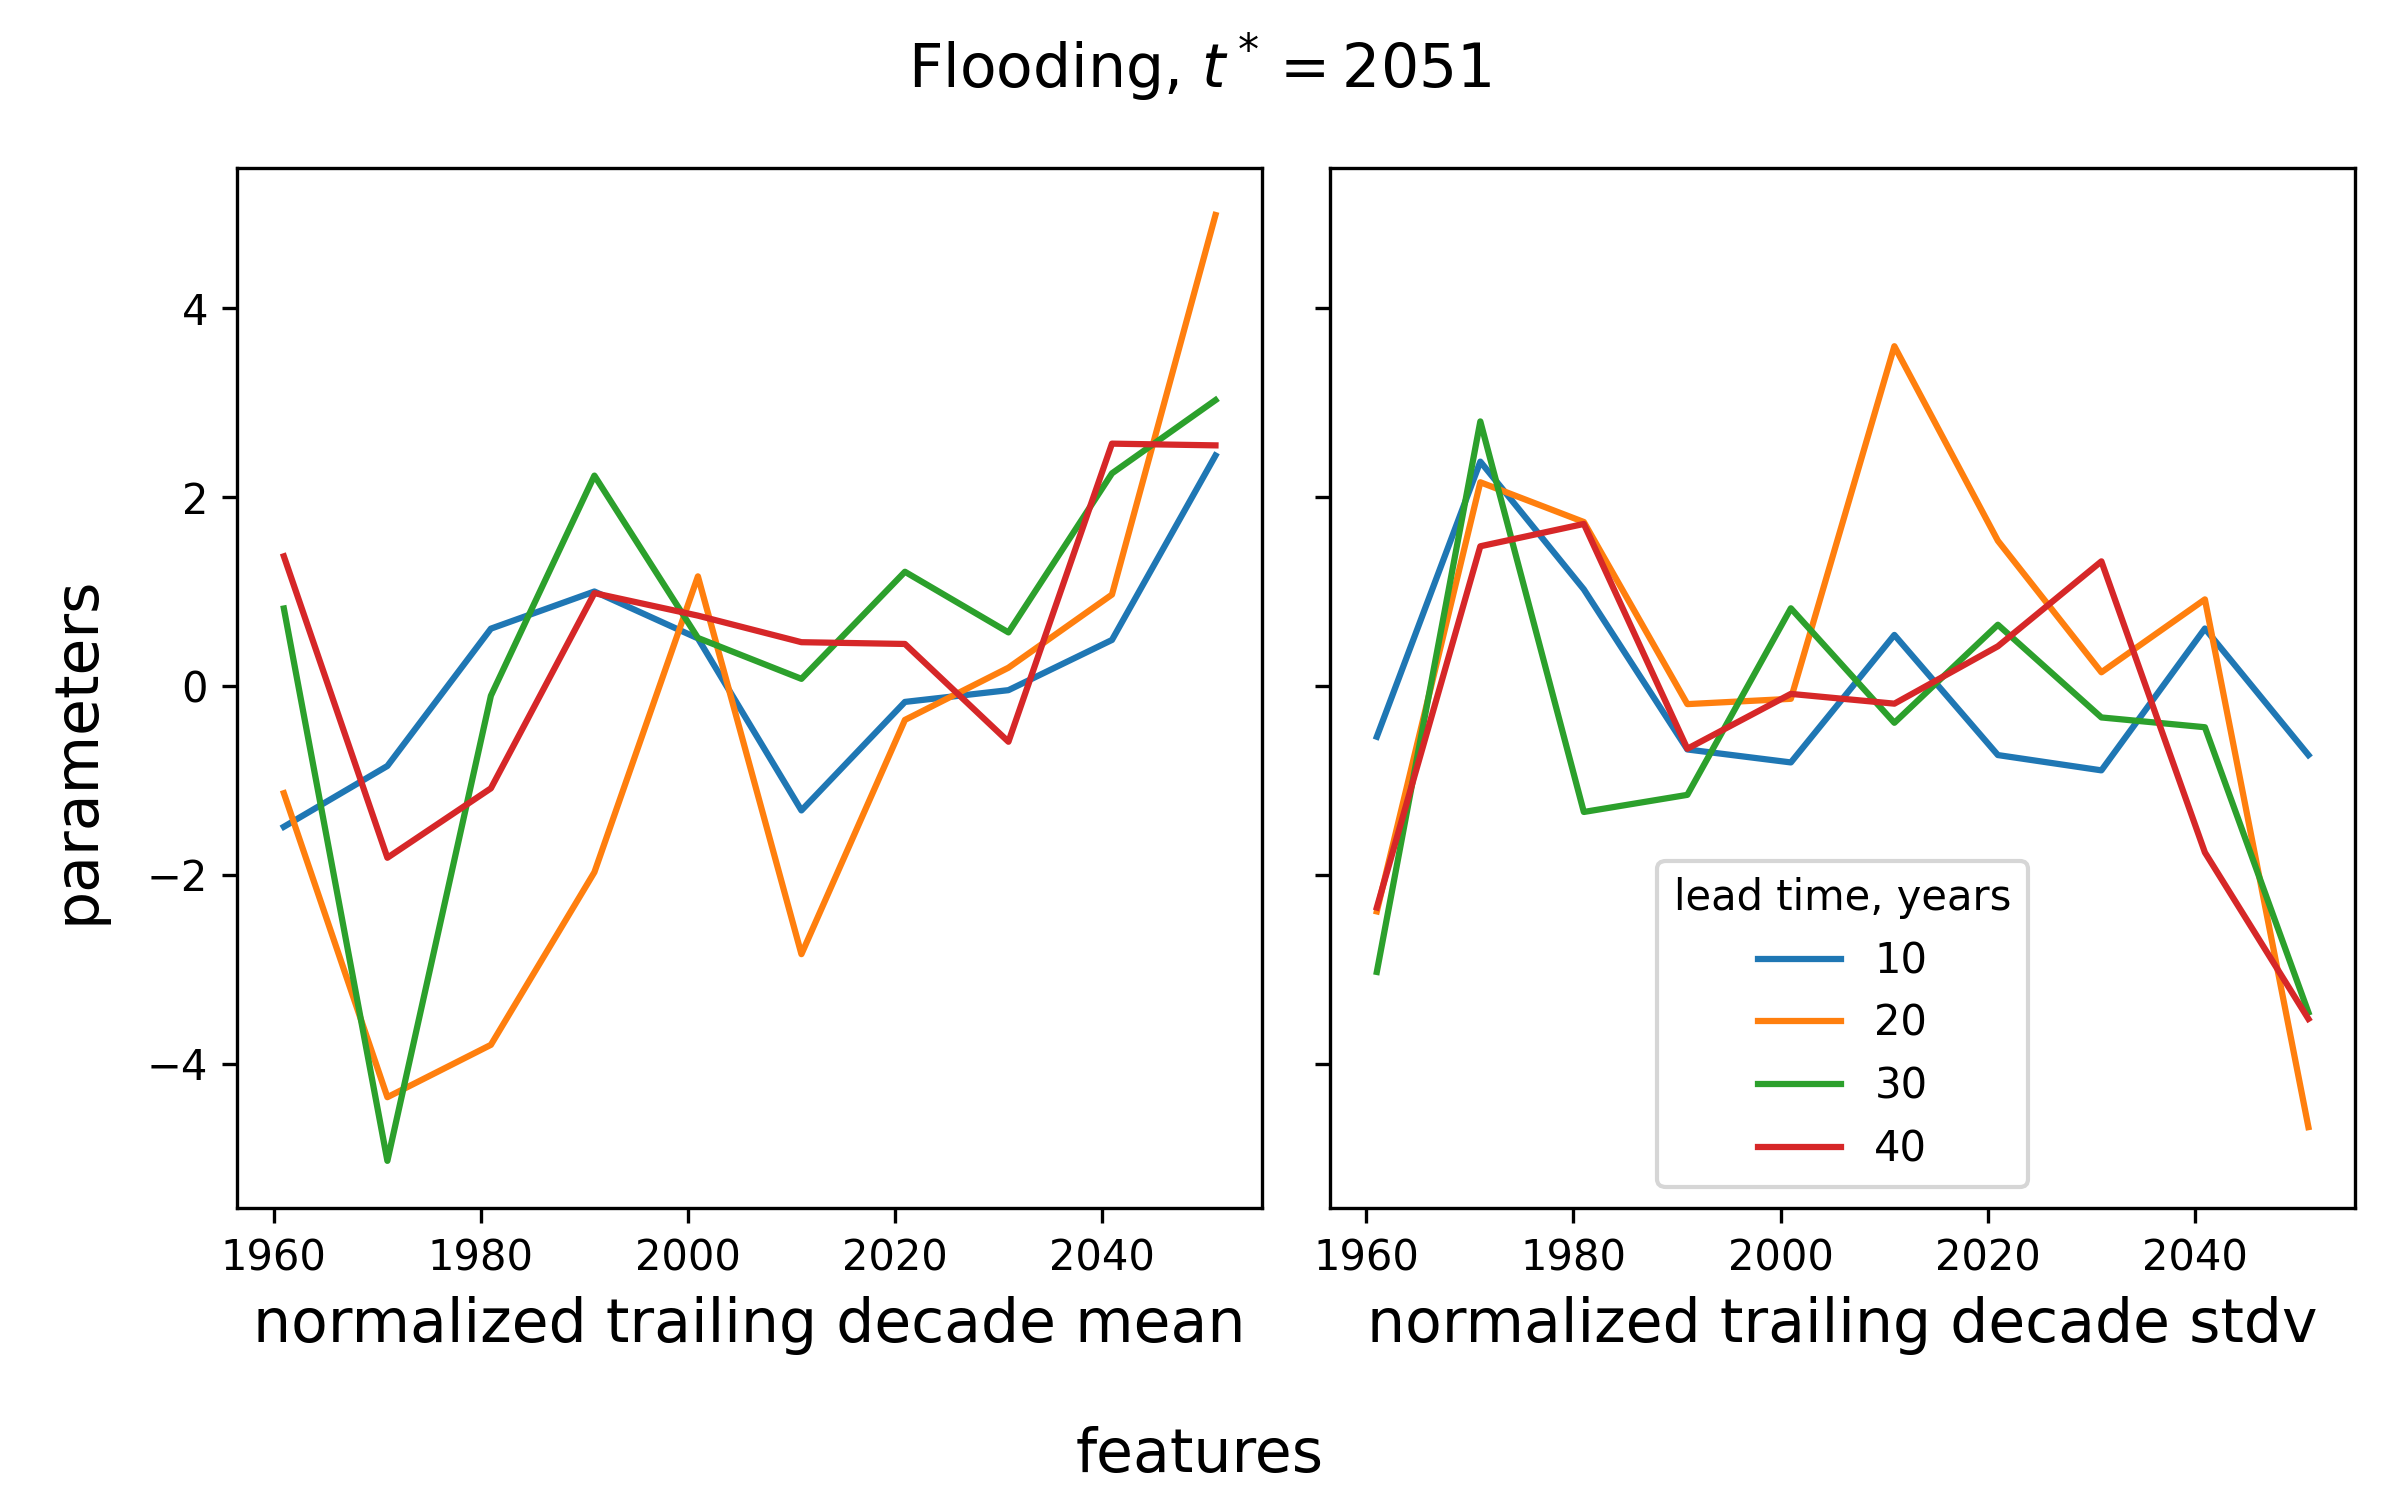 Flooding, t* = 2051
parameters
4
2
0
−2
−4
1960 1980 2000 2020 2040
1960 1980 2000 2020 2040
normalized trailing decade mean
normalized trailing decade stdv
lead time, years
10
20
30
40
features